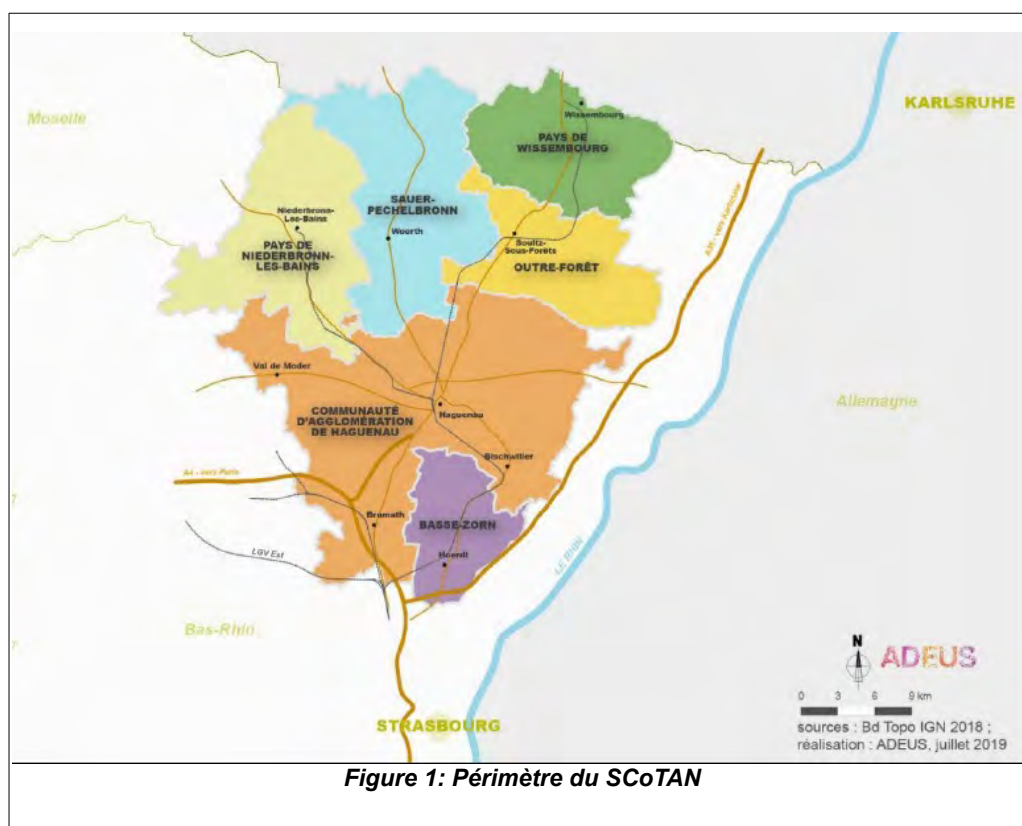 KARLSRUHE
Moselle
Wissembourg
PAYS DE
WISSEMBOURG
A35 - vers Karlsruhe
SAUER-
PECHELBRONN
Niederbronn-
Les-Bains
Woerth
Soultz-
Sous-Forêts
PAYS DE
NIEDERBRONN-
LES-BAINS
OUTRE-FORÊT
Val de Moder
Allemagne
Haguenau
COMMUNAUTÉ
D'AGGLOMÉRATION
DE HAGUENAU
Bischwiller
A4 - vers Paris
Brumath
BASSE-ZORN
LE RHIN
LGV Est
Hoerdt
Bas-Rhin
N
ADEUS
0 3 6 9 km
STRASBOURG
sources : Bd Topo IGN 2018 ;
réalisation : ADEUS, juillet 2019
Figure 1: Périmètre du SCoTAN